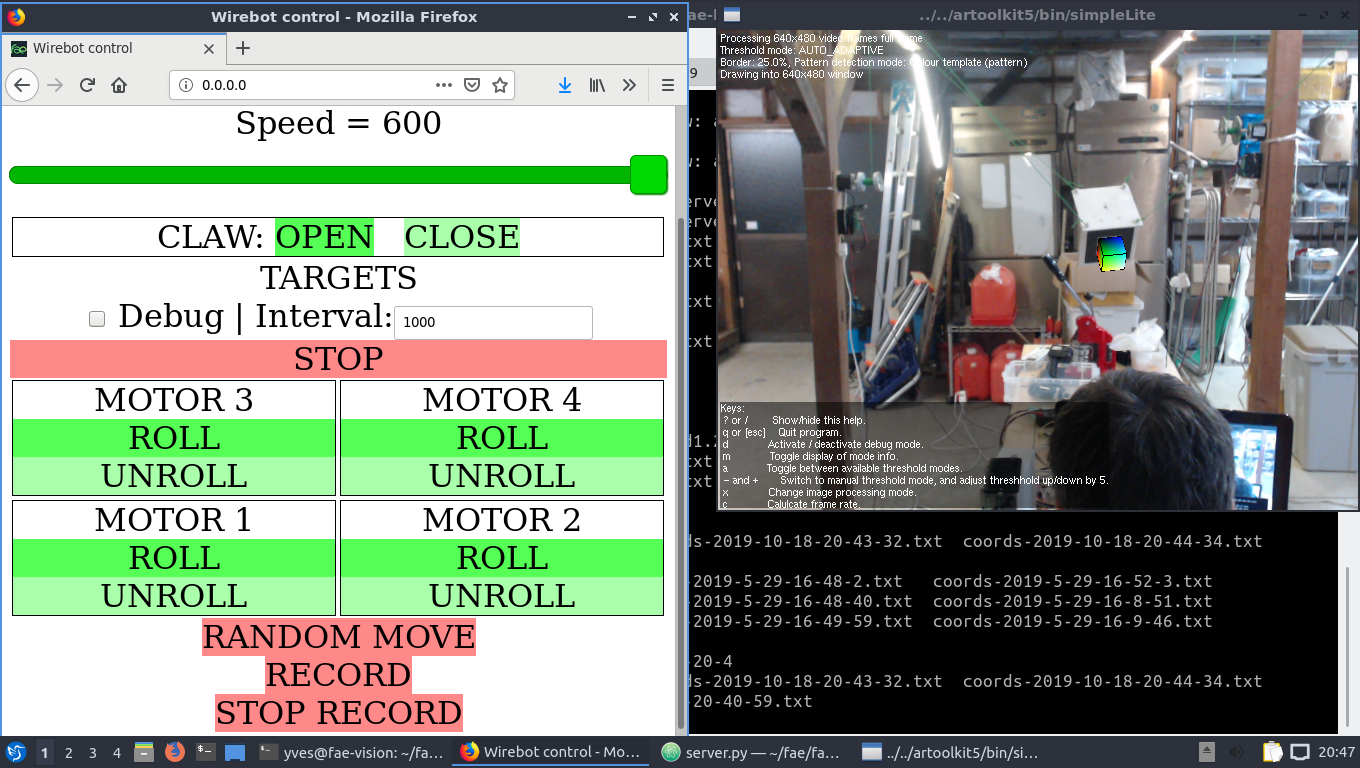 Wirebot control - Mozilla Firefox
Wirebot control
0.0.0.0
Speed = 600
CLAW: OPEN CLOSE
TARGETS
Debug | Interval: 1000
STOP
MOTOR 3 MOTOR 4
ROLL ROLL
UNROLL UNROLL
MOTOR 1 MOTOR 2
ROLL ROLL
UNROLL UNROLL
RANDOM MOVE
RECORD
STOP RECORD
../../artoolkit5/bin/simpleLite
Processing 640x480 video frames full frame
Threshold mode: AUTO_ADAPTIVE
Border: 25.0%, Pattern detection mode: Colour template (pattern)
Drawing into 640x480 window
Keys:
? or / Show/hide this help.
q or [esc] Quit program.
d Activate / deactivate debug mode.
m Toggle display of mode info.
a Toggle between available threshold modes.
- and + Switch to manual threshold mode, and adjust threshhold up/down by 5.
x Change image processing mode.
c Calulcate frame rate.
ds-2019-10-18-20-43-32.txt coords-2019-10-18-20-44-34.txt
-2019-5-29-16-48-2.txt coords-2019-5-29-16-52-3.txt
-2019-5-29-16-48-40.txt coords-2019-5-29-16-8-51.txt
-2019-5-29-16-49-59.txt coords-2019-5-29-16-9-46.txt
-20-4
rds-2019-10-18-20-43-32.txt coords-2019-10-18-20-44-34.txt
-20-40-59.txt
1 2 3 4 yves@fae-vision: ~/fa... Wirebot control - Mo... server.py — ~/fae/fa... ../../artoolkit5/bin/si... 20:47